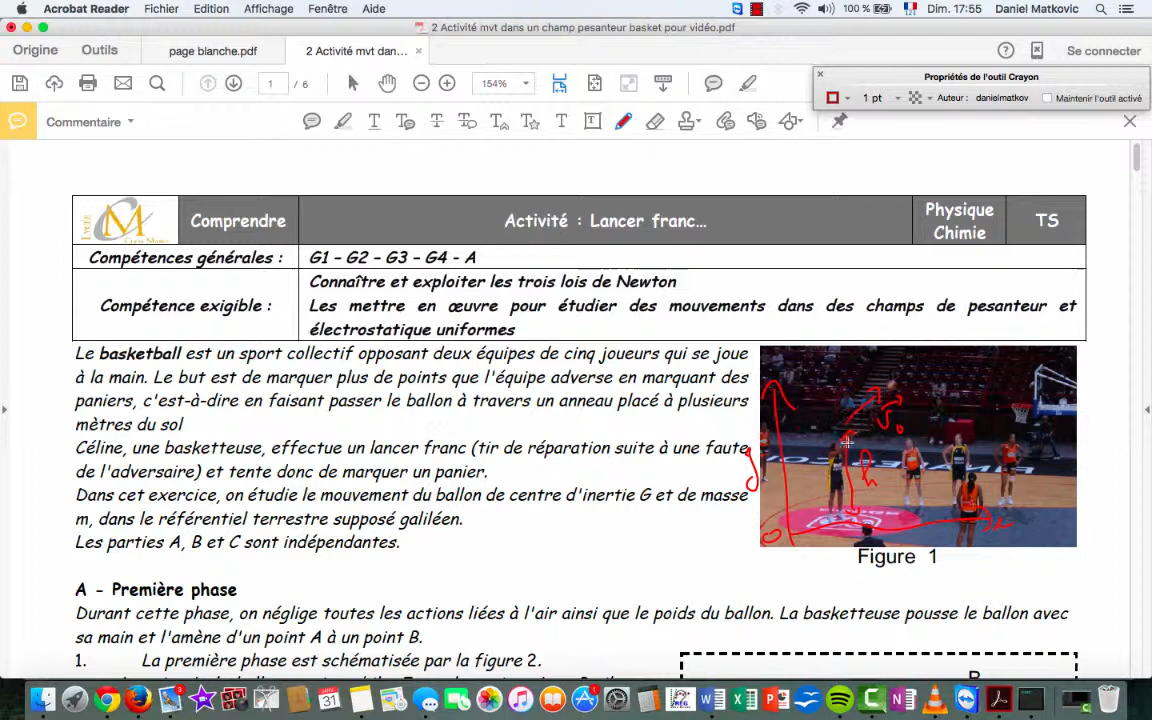 Acrobat Reader Fichier Edition Affichage Fenêtre Aide 100 % Dim. 17:55 Daniel Matkovic
2 Activité mvt dans un champ pesanteur basket pour vidéo.pdf
Origine Outils page blanche.pdf 2 Activité mvt dan... × ? Se connecter
1 / 6 154%
Propriétés de l'outil Crayon
1 pt Auteur : danielmatkov Maintenir l'outil activé
Commentaire
Lycée
Comprendre
Activité : Lancer franc...
Physique
Chimie
TS
Compétences générales : G1 – G2 – G3 – G4 - A
Compétence exigible :
Connaître et exploiter les trois lois de Newton
Les mettre en œuvre pour étudier des mouvements dans des champs de pesanteur et
électrostatique uniformes
Le basketball est un sport collectif opposant deux équipes de cinq joueurs qui se joue
à la main. Le but est de marquer plus de points que l'équipe adverse en marquant des
paniers, c'est-à-dire en faisant passer le ballon à travers un anneau placé à plusieurs
mètres du sol
Céline, une basketteuse, effectue un lancer franc (tir de réparation suite à une faute
de l'adversaire) et tente donc de marquer un panier.
Dans cet exercice, on étudie le mouvement du ballon de centre d'inertie G et de masse
m, dans le référentiel terrestre supposé galiléen.
Les parties A, B et C sont indépendantes.
y
v0
h
O
x
Figure 1
A - Première phase
Durant cette phase, on néglige toutes les actions liées à l'air ainsi que le poids du ballon. La basketteuse pousse le ballon avec
sa main et l'amène d'un point A à un point B.
1. La première phase est schématisée par la figure 2.